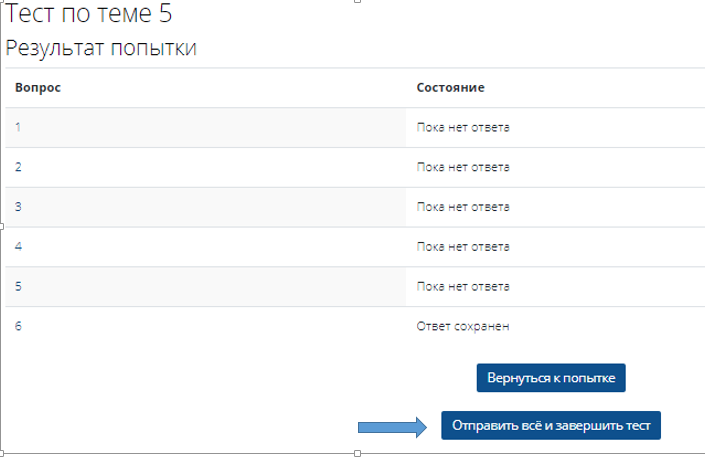 Тест по теме 5
Результат попытки
Вопрос Состояние
1 Пока нет ответа
2 Пока нет ответа
3 Пока нет ответа
4 Пока нет ответа
5 Пока нет ответа
6 Ответ сохранен
Вернуться к попытке
Отправить всё и завершить тест